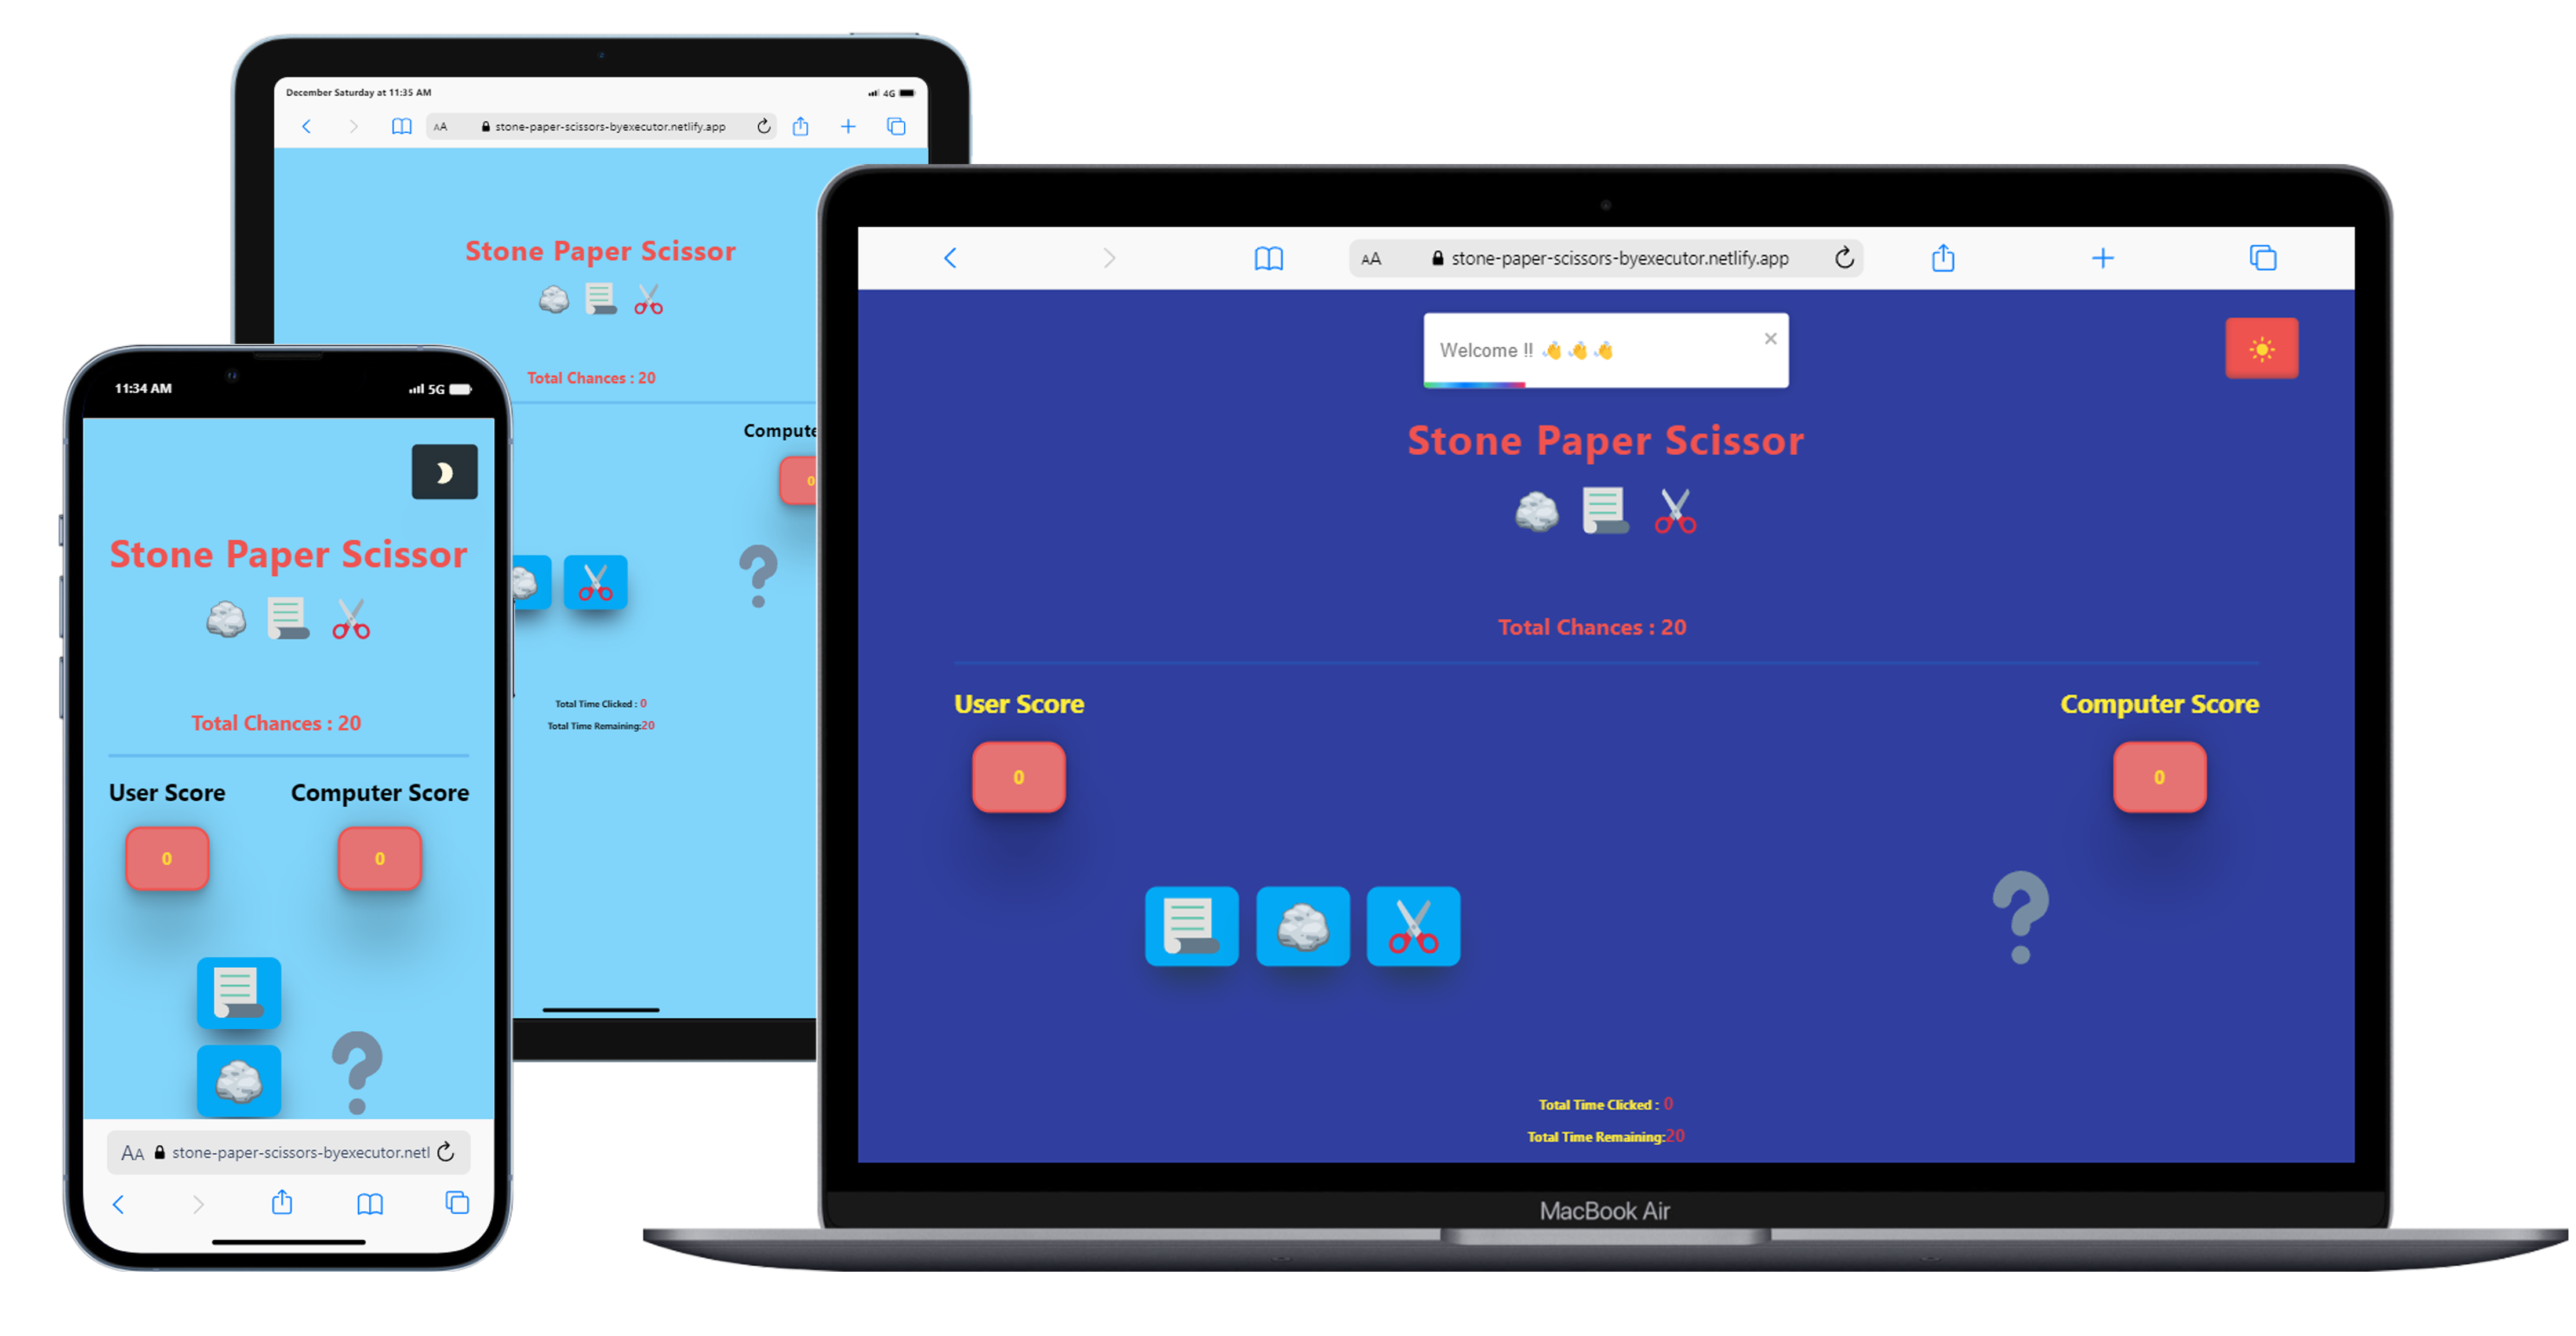 December Saturday at 11:35 AM
4G
AA stone-paper-scissors-byexecutor.netlify.app
Stone Paper Scissor
Total Chances : 20
Compute
0
Total Time Clicked : 0
Total Time Remaining:20
11:34 AM
5G
Stone Paper Scissor
Total Chances : 20
User Score Computer Score
0 0
AA stone-paper-scissors-byexecutor.netl
AA stone-paper-scissors-byexecutor.netlify.app
Welcome !! ×
Stone Paper Scissor
Total Chances : 20
User Score Computer Score
0 0
Total Time Clicked : 0
Total Time Remaining:20
MacBook Air